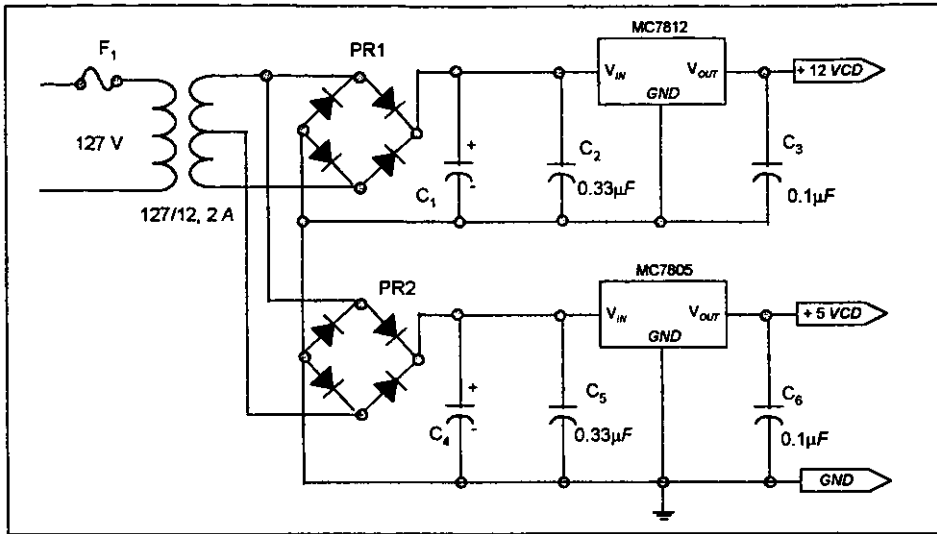 F1
PR1
MC7812
VIN
VOUT
GND
+ 12 VCD
127 V
+
-
C1
C2
0.33µF
C3
0.1µF
127/12, 2 A
PR2
MC7805
VIN
VOUT
GND
+ 5 VCD
+
-
C4
C5
0.33µF
C6
0.1µF
GND